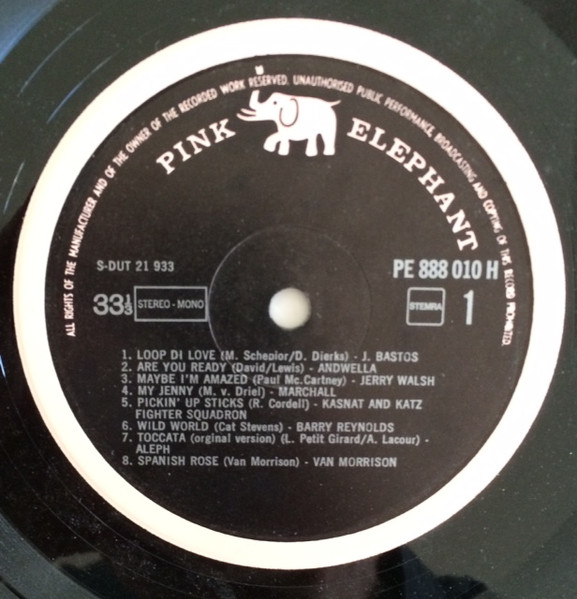 ALL RIGHTS OF THE MANUFACTURER AND OF THE OWNER OF THE RECORDED WORK RESERVED. UNAUTHORISED PUBLIC PERFORMANCE, BROADCASTING AND COPYING OF THIS RECORD PROHIBITED
PINK ELEPHANT
S-DUT 21 933
PE 888 010 H
33⅓ STEREO - MONO
STEMRA 1
1. LOOP DI LOVE (M. Schepior/D. Dierks) - J. BASTOS
2. ARE YOU READY (David/Lewis) - ANDWELLA
3. MAYBE I'M AMAZED (Paul Mc.Cartney) - JERRY WALSH
4. MY JENNY (M. v. Driel) - MARCHALL
5. PICKIN' UP STICKS (R. Cordell) - KASNAT AND KATZ
FIGHTER SQUADRON
6. WILD WORLD (Cat Stevens) - BARRY REYNOLDS
7. TOCCATA (orginal version) (L. Petit Girard/A. Lacour) -
ALEPH
8. SPANISH ROSE (Van Morrison) - VAN MORRISON